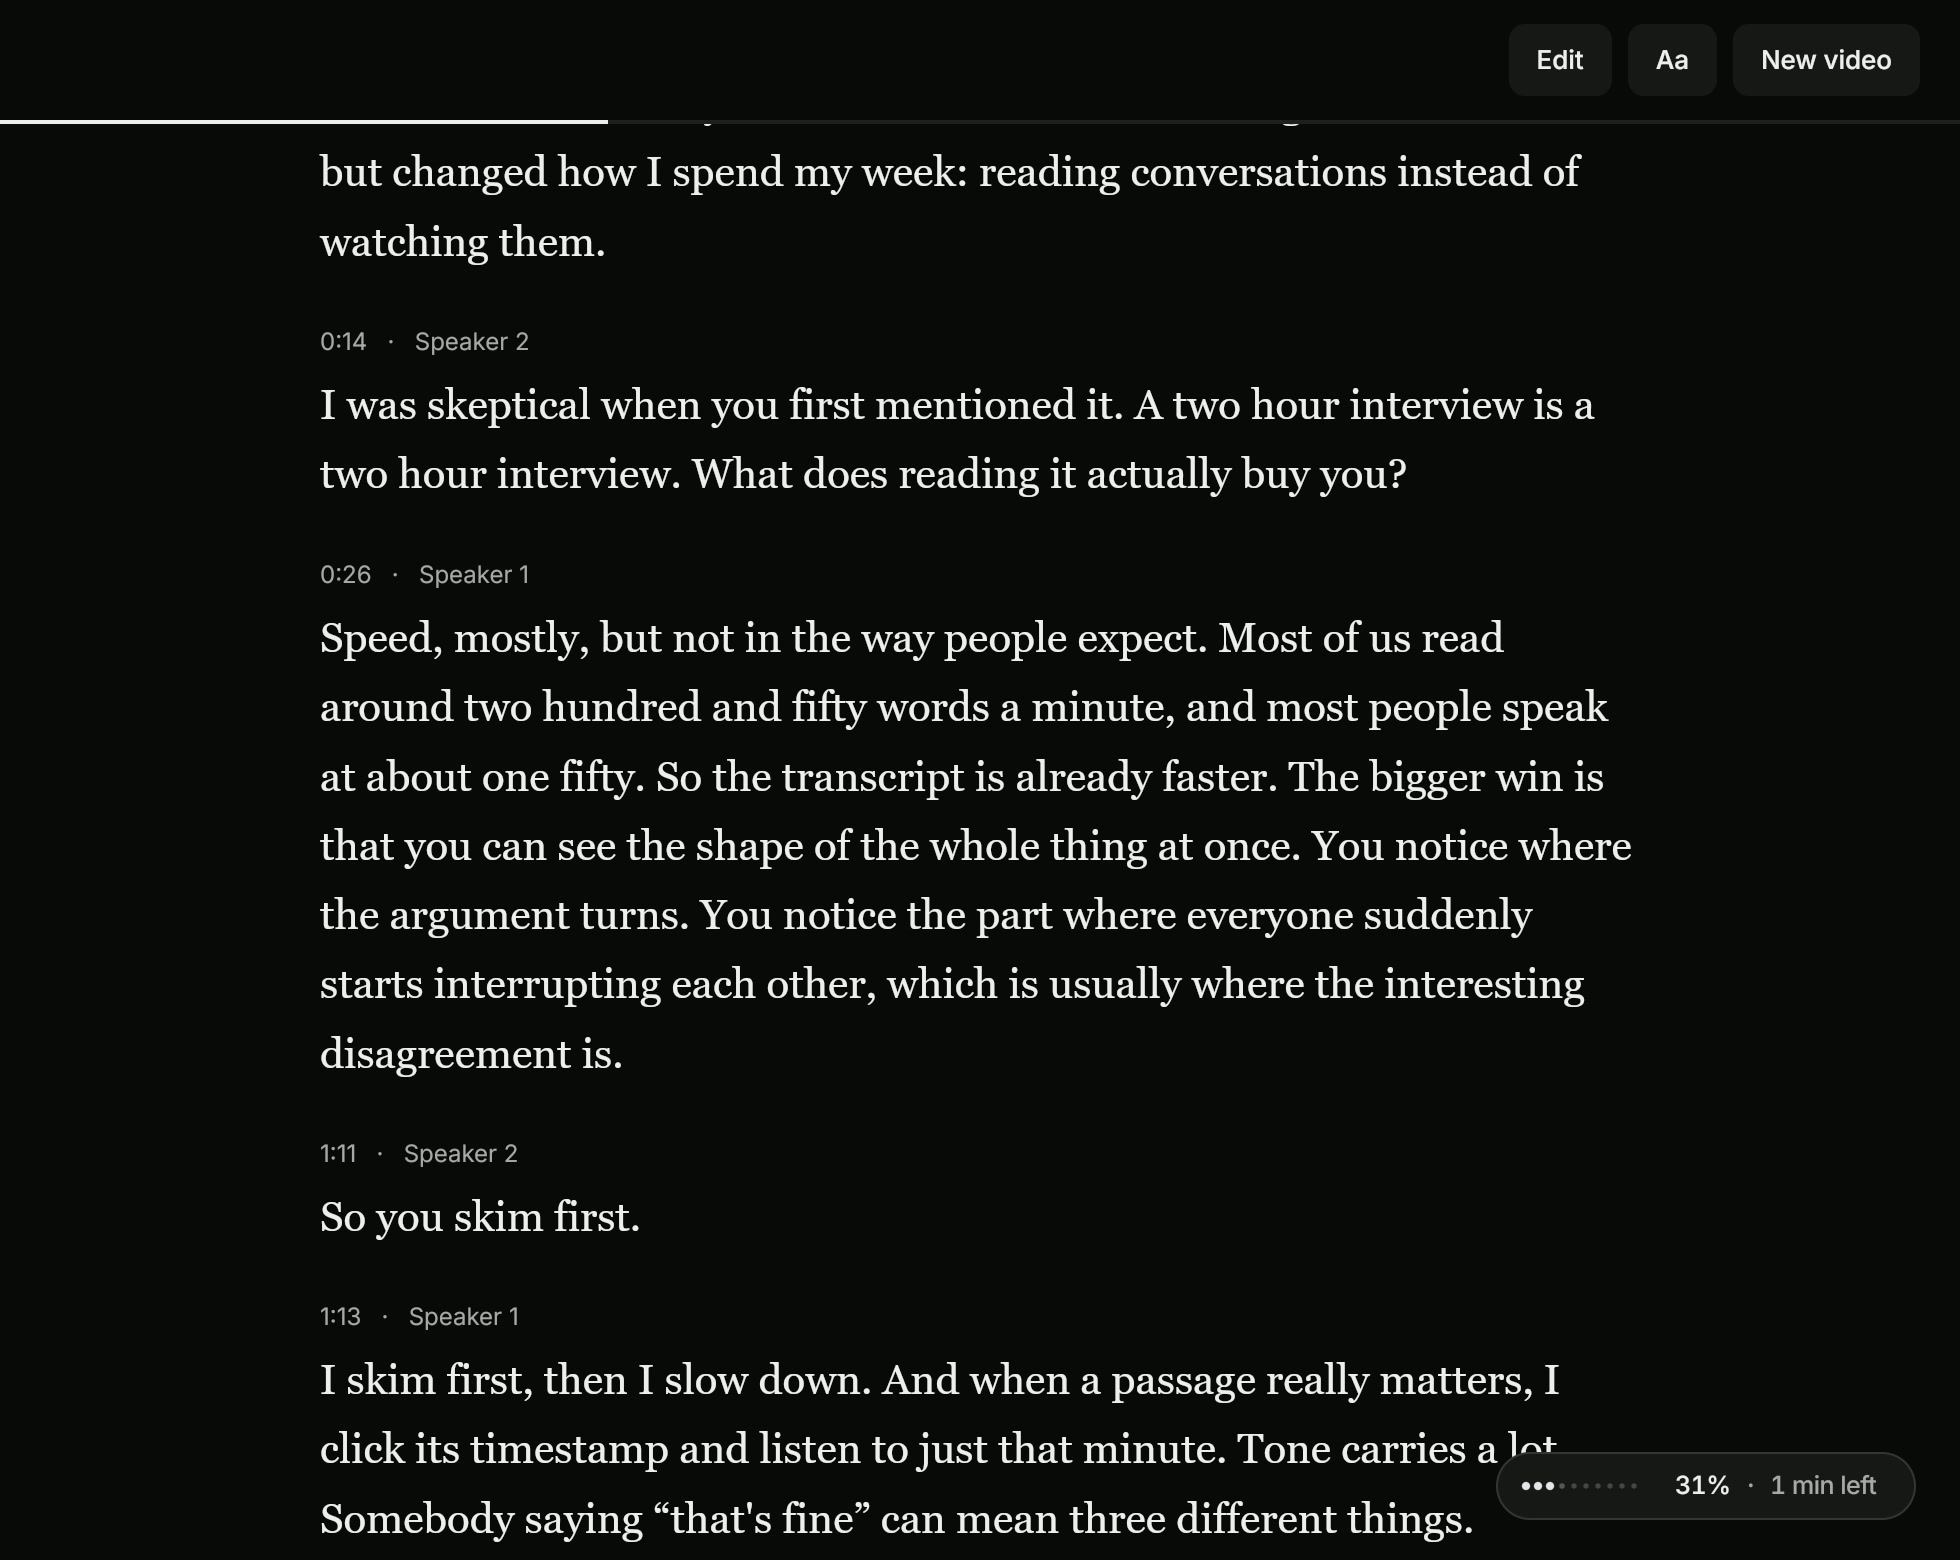 Edit
Aa
New video
but changed how I spend my week: reading conversations instead of
watching them.
0:14 · Speaker 2
I was skeptical when you first mentioned it. A two hour interview is a
two hour interview. What does reading it actually buy you?
0:26 · Speaker 1
Speed, mostly, but not in the way people expect. Most of us read
around two hundred and fifty words a minute, and most people speak
at about one fifty. So the transcript is already faster. The bigger win is
that you can see the shape of the whole thing at once. You notice where
the argument turns. You notice the part where everyone suddenly
starts interrupting each other, which is usually where the interesting
disagreement is.
1:11 · Speaker 2
So you skim first.
1:13 · Speaker 1
I skim first, then I slow down. And when a passage really matters, I
click its timestamp and listen to just that minute. Tone carries a lot
Somebody saying “that's fine” can mean three different things.
31% · 1 min left